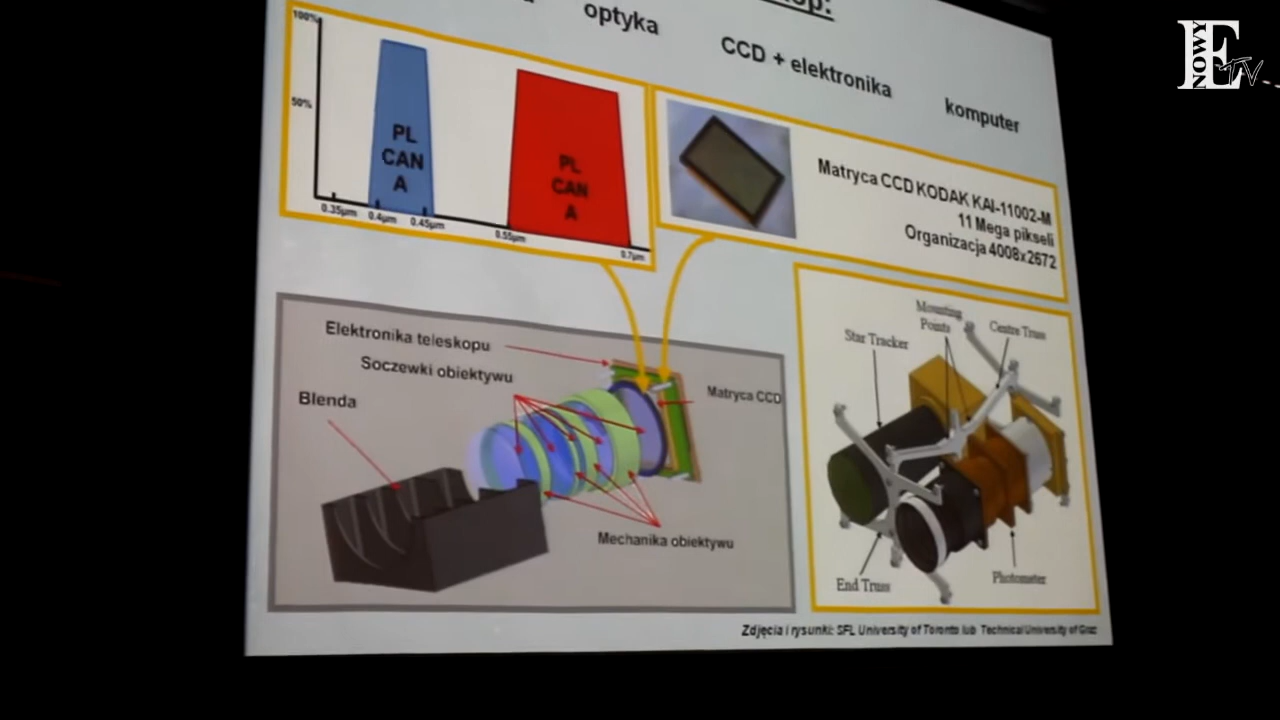 optyka
CCD + elektronika
komputer
100%
50%
PL
CAN
A
PL
CAN
A
0.35µm
0.4µm
0.45µm
0.55µm
0.7µm
Matryca CCD KODAK KAI-11002-M
11 Mega pikseli
Organizacja 4008x2672
Elektronika teleskopu
Soczewki obiektywu
Blenda
Matryca CCD
Mechanika obiektywu
Mounting
Points
Star Tracker
Centre Truss
End Truss
Photometer
Zdjęcia i rysunki: SFL University of Toronto lub Technical University of Graz
NOWY
E
TV